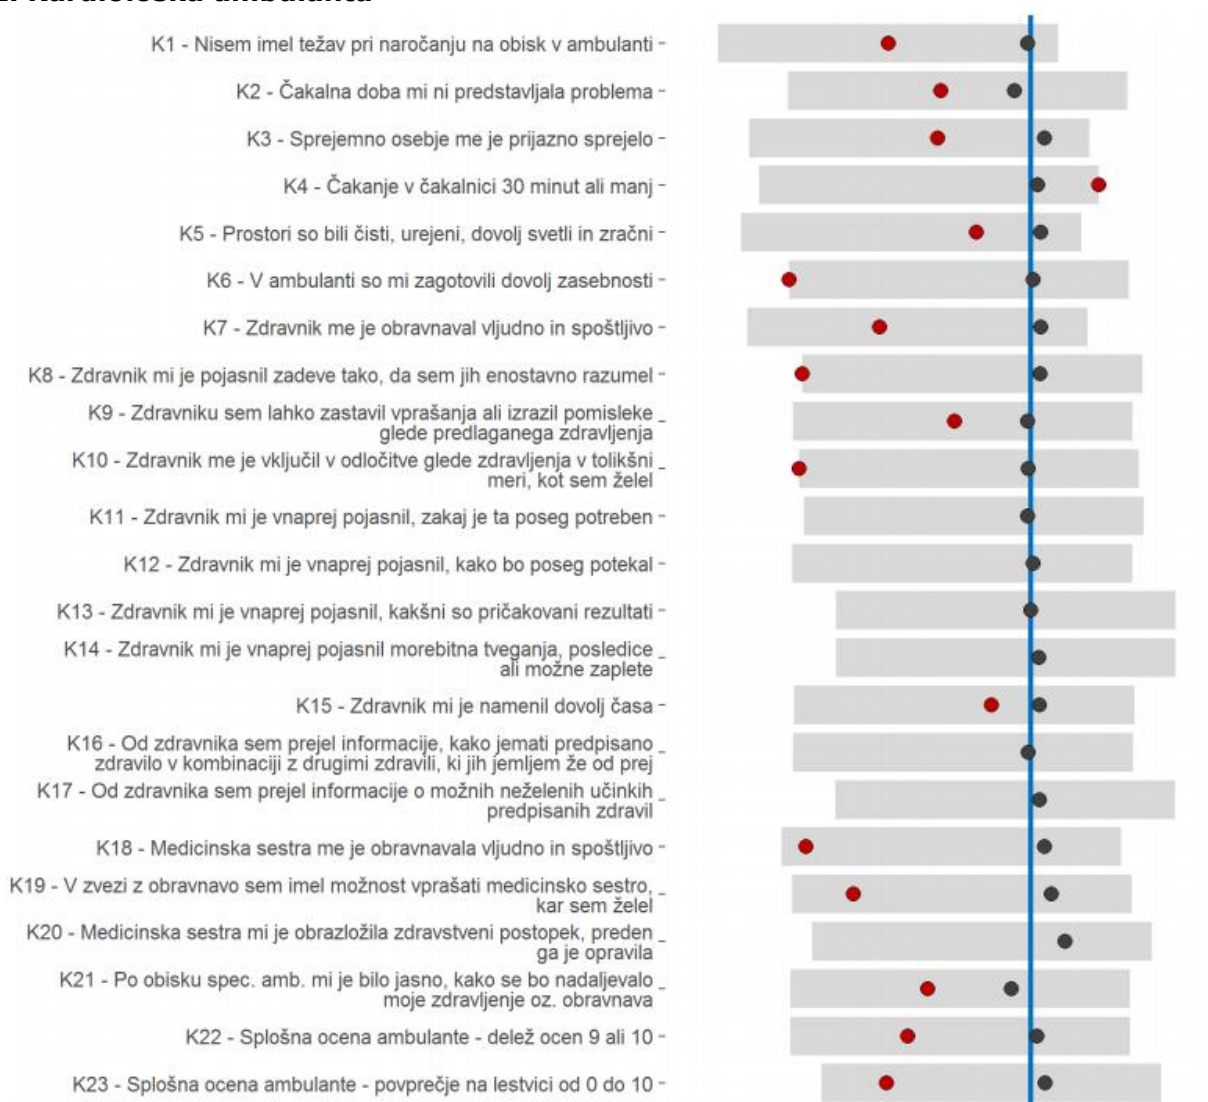 K1 - Nisem imel težav pri naročanju na obisk v ambulanti
K2 - Čakalna doba mi ni predstavljala problema
K3 - Sprejemno osebje me je prijazno sprejelo
K4 - Čakanje v čakalnici 30 minut ali manj
K5 - Prostori so bili čisti, urejeni, dovolj svetli in zračni
K6 - V ambulanti so mi zagotovili dovolj zasebnosti
K7 - Zdravnik me je obravnaval vljudno in spoštljivo
K8 - Zdravnik mi je pojasnil zadeve tako, da sem jih enostavno razumel
K9 - Zdravniku sem lahko zastavil vprašanja ali izrazil pomisleke
glede predlaganega zdravljenja
K10 - Zdravnik me je vključil v odločitve glede zdravljenja v tolikšni
meri, kot sem želel
K11 - Zdravnik mi je vnaprej pojasnil, zakaj je ta poseg potreben
K12 - Zdravnik mi je vnaprej pojasnil, kako bo poseg potekal
K13 - Zdravnik mi je vnaprej pojasnil, kakšni so pričakovani rezultati
K14 - Zdravnik mi je vnaprej pojasnil morebitna tveganja, posledice
ali možne zaplete
K15 - Zdravnik mi je namenil dovolj časa
K16 - Od zdravnika sem prejel informacije, kako jemati predpisano
zdravilo v kombinaciji z drugimi zdravili, ki jih jemljem že od prej
K17 - Od zdravnika sem prejel informacije o možnih neželenih učinkih
predpisanih zdravil
K18 - Medicinska sestra me je obravnavala vljudno in spoštljivo
K19 - V zvezi z obravnavo sem imel možnost vprašati medicinsko sestro,
kar sem želel
K20 - Medicinska sestra mi je obrazložila zdravstveni postopek, preden
ga je opravila
K21 - Po obisku spec. amb. mi je bilo jasno, kako se bo nadaljevalo
moje zdravljenje oz. obravnava
K22 - Splošna ocena ambulante - delež ocen 9 ali 10
K23 - Splošna ocena ambulante - povprečje na lestvici od 0 do 10